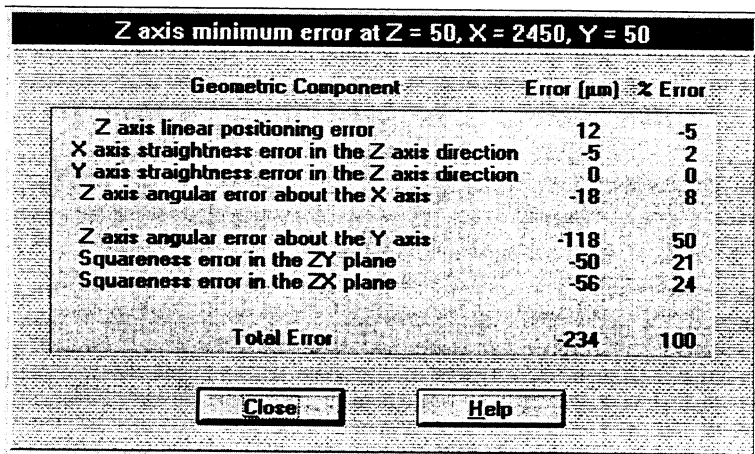 Z axis minimum error at Z = 50, X = 2450, Y = 50
Geometric Component Error (µm) % Error
Z axis linear positioning error 12 -5
X axis straightness error in the Z axis direction -5 2
Y axis straightness error in the Z axis direction 0 0
Z axis angular error about the X axis -18 8
Z axis angular error about the Y axis -118 50
Squareness error in the ZY plane -50 21
Squareness error in the ZX plane -56 24
Total Error -234 100
Close Help